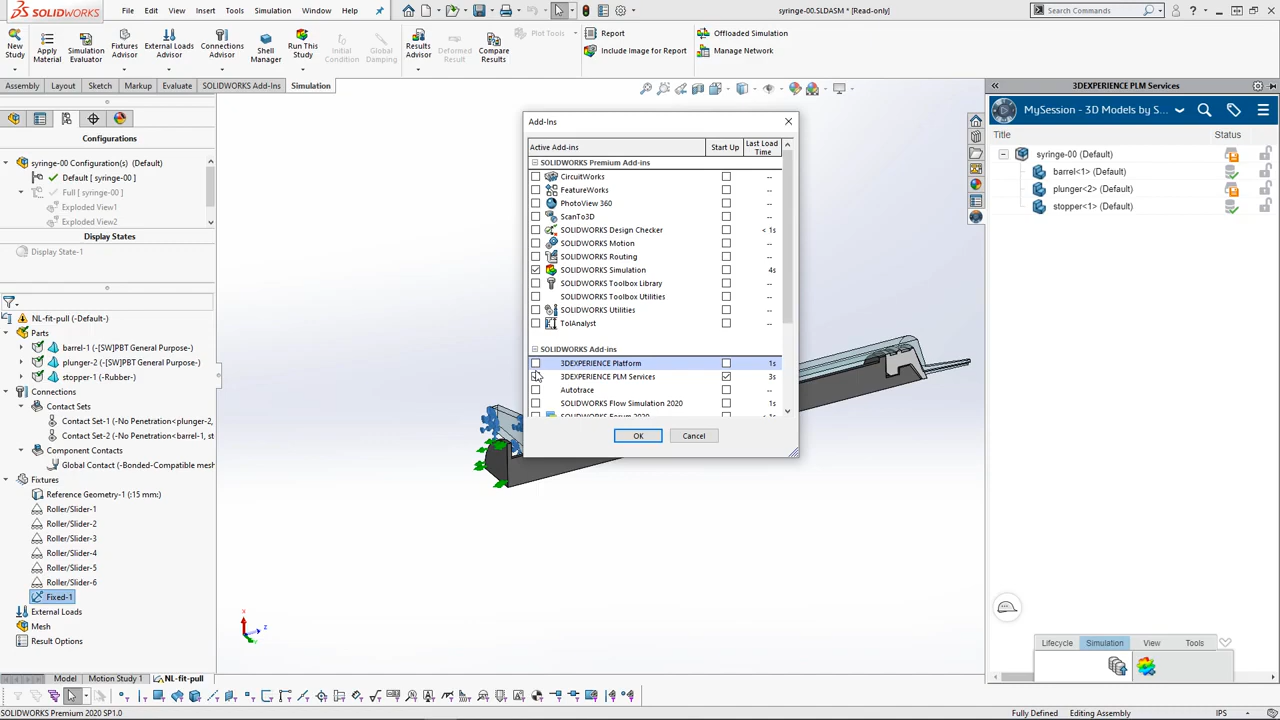 SOLIDWORKS File Edit View Insert Tools Simulation Window Help syringe-00.SLDASM * [Read-only] Search Commands
New Study
Apply Material
Simulation Evaluator
Fixtures Advisor
External Loads Advisor
Connections Advisor
Shell Manager
Run This Study
Initial Condition
Global Damping
Results Advisor
Deformed Result
Compare Results
Plot Tools
Report
Include Image for Report
Offloaded Simulation
Manage Network
Assembly Layout Sketch Markup Evaluate SOLIDWORKS Add-Ins Simulation
Configurations
syringe-00 Configuration(s) (Default)
Default [ syringe-00 ]
Full [ syringe-00 ]
Exploded View1
Exploded View2
Display States
Display State-1
NL-fit-pull (-Default-)
Parts
barrel-1 (-[SW]PBT General Purpose-)
plunger-2 (-[SW]PBT General Purpose-)
stopper-1 (-Rubber-)
Connections
Contact Sets
Contact Set-1 (-No Penetration<plunger-2,
Contact Set-2 (-No Penetration<barrel-1, st
Component Contacts
Global Contact (-Bonded-Compatible mesh
Fixtures
Reference Geometry-1 (:15 mm:)
Roller/Slider-1
Roller/Slider-2
Roller/Slider-3
Roller/Slider-4
Roller/Slider-5
Roller/Slider-6
Fixed-1
External Loads
Mesh
Result Options
Add-Ins
Active Add-ins Start Up Last Load Time
SOLIDWORKS Premium Add-ins
CircuitWorks --
FeatureWorks --
PhotoView 360 --
ScanTo3D --
SOLIDWORKS Design Checker < 1s
SOLIDWORKS Motion --
SOLIDWORKS Routing --
SOLIDWORKS Simulation 4s
SOLIDWORKS Toolbox Library --
SOLIDWORKS Toolbox Utilities --
SOLIDWORKS Utilities --
TolAnalyst --
SOLIDWORKS Add-ins
3DEXPERIENCE Platform 1s
3DEXPERIENCE PLM Services 3s
Autotrace --
SOLIDWORKS Flow Simulation 2020 1s
SOLIDWORKS Forum 2020 < 1s
OK Cancel
x
z
3DEXPERIENCE PLM Services
MySession - 3D Models by S...
Title Status
syringe-00 (Default)
barrel<1> (Default)
plunger<2> (Default)
stopper<1> (Default)
Lifecycle Simulation View Tools
Model Motion Study 1 NL-fit-pull
SOLIDWORKS Premium 2020 SP1.0 Fully Defined Editing Assembly IPS